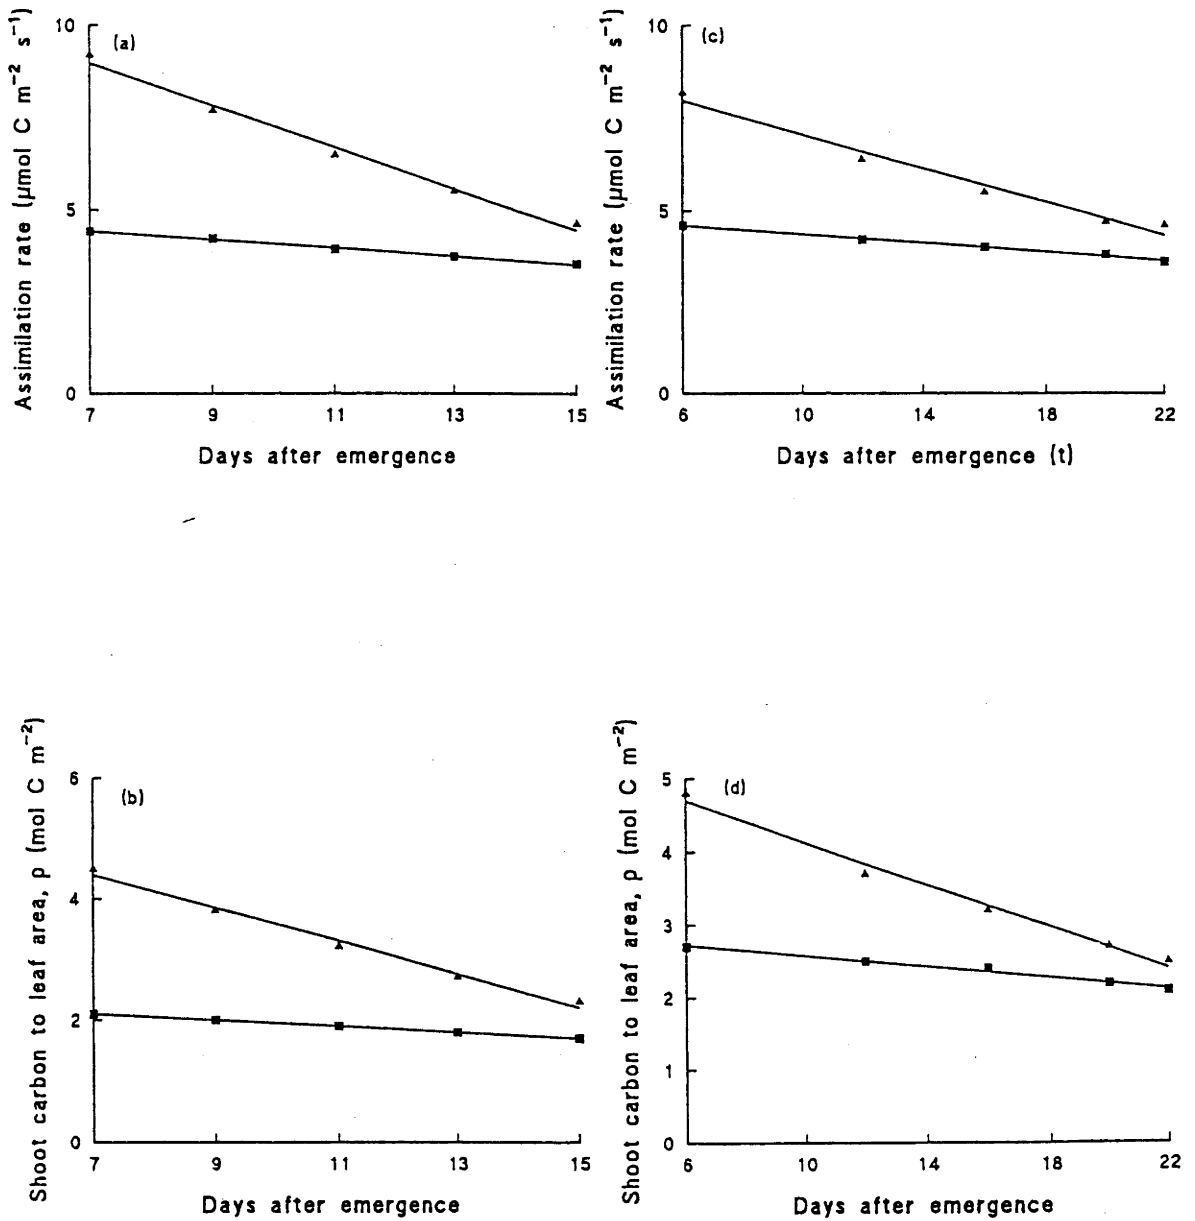 (a)
Assimilation rate (μmol C m⁻² s⁻¹)
10
5
0
7 9 11 13 15
Days after emergence
(c)
Assimilation rate (μmol C m⁻² s⁻¹)
10
5
0
6 10 14 18 22
Days after emergence (t)
(b)
Shoot carbon to leaf area, ρ (mol C m⁻²)
6
4
2
0
7 9 11 13 15
Days after emergence
(d)
Shoot carbon to leaf area, ρ (mol C m⁻²)
5
4
3
2
1
0
6 10 14 18 22
Days after emergence